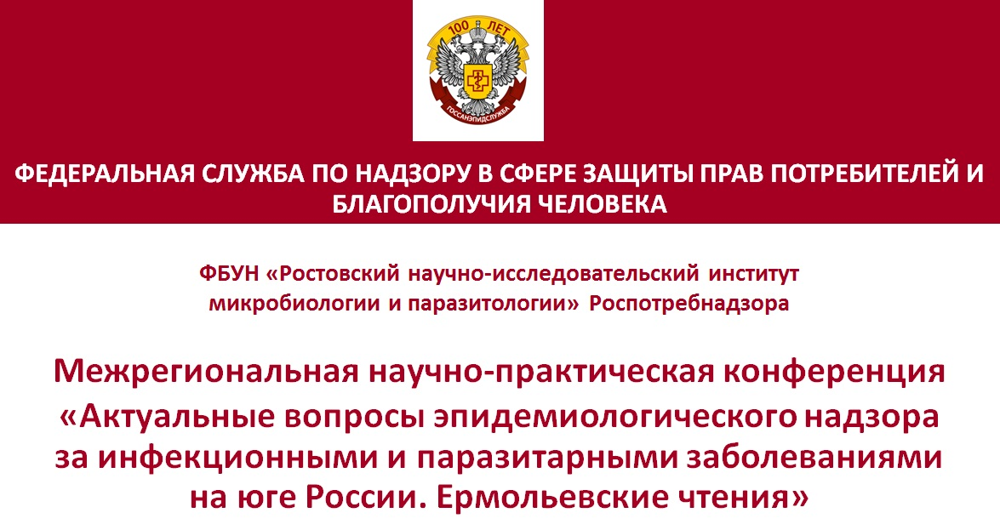 100 ЛЕТ
ГОССАНЭПИДСЛУЖБА
ФЕДЕРАЛЬНАЯ СЛУЖБА ПО НАДЗОРУ В СФЕРЕ ЗАЩИТЫ ПРАВ ПОТРЕБИТЕЛЕЙ И
БЛАГОПОЛУЧИЯ ЧЕЛОВЕКА
ФБУН «Ростовский научно-исследовательский институт
микробиологии и паразитологии» Роспотребнадзора
Межрегиональная научно-практическая конференция
«Актуальные вопросы эпидемиологического надзора
за инфекционными и паразитарными заболеваниями
на юге России. Ермольевские чтения»